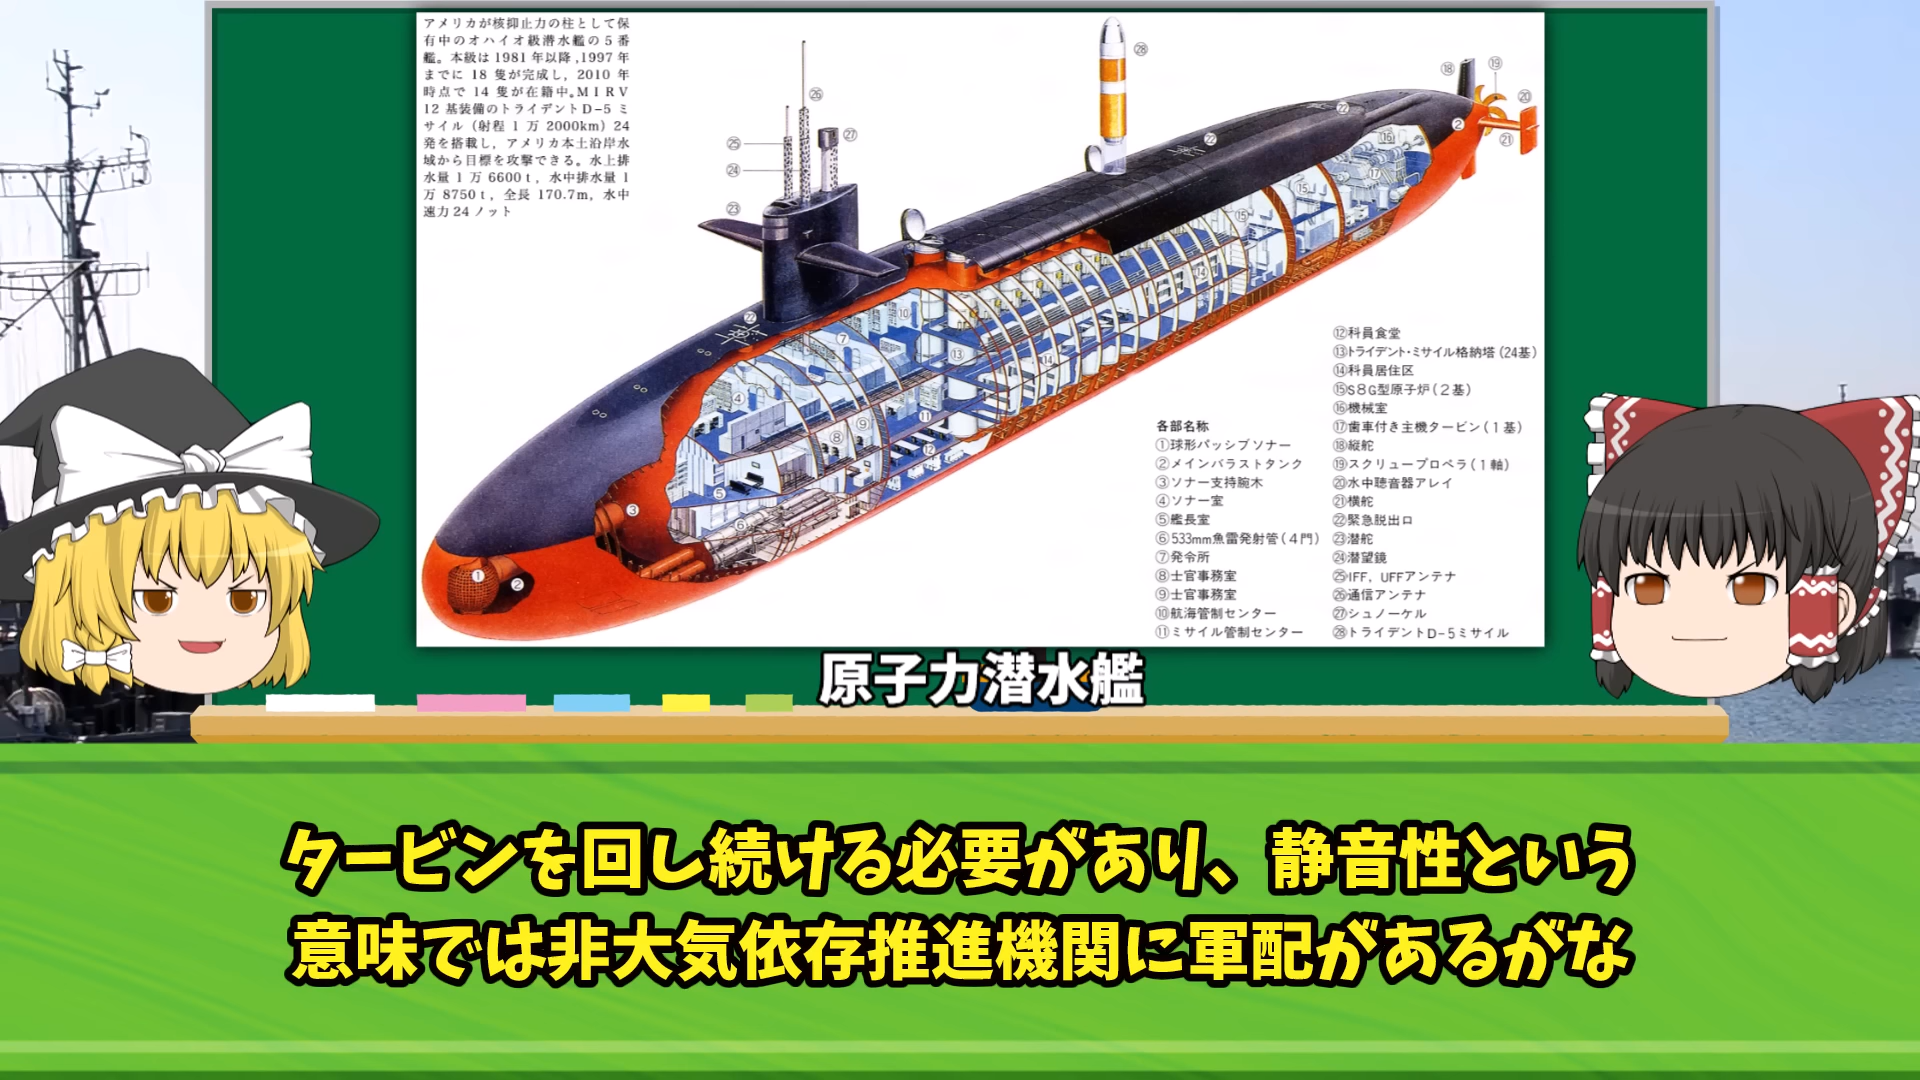 アメリカが核抑止力の柱として保
有中のオハイオ級潜水艦の5番
艦。本級は1981年以降,1997年
までに18隻が完成し,2010年
時点で14隻が在籍中。MIRV
12基装備のトライデントD-5ミ
サイル(射程1万2000km)24
発を搭載し,アメリカ本土沿岸水
域から目標を攻撃できる。水上排
水量1万6600t,水中排水量1
万8750t,全長170.7m,水中
速力24ノット
各部名称
①球形パッシブソナー
②メインバラストタンク
③ソナー支持腕木
④ソナー室
⑤艦長室
⑥533mm魚雷発射管(4門)
⑦発令所
⑧士官事務室
⑨士官事務室
⑩航海管制センター
⑪ミサイル管制センター
⑫科員食堂
⑬トライデント・ミサイル格納塔(24基)
⑭科員居住区
⑮S8G型原子炉(2基)
⑯機械室
⑰歯車付き主機タービン(1基)
⑱縦舵
⑲スクリュープロペラ(1軸)
⑳水中聴音器アレイ
㉑横舵
㉒緊急脱出口
㉓潜舵
㉔潜望鏡
㉕IFF,UFFアンテナ
㉖通信アンテナ
㉗シュノーケル
㉘トライデントD-5ミサイル
原子力潜水艦
タービンを回し続ける必要があり、静音性という
意味では非大気依存推進機関に軍配があるがな